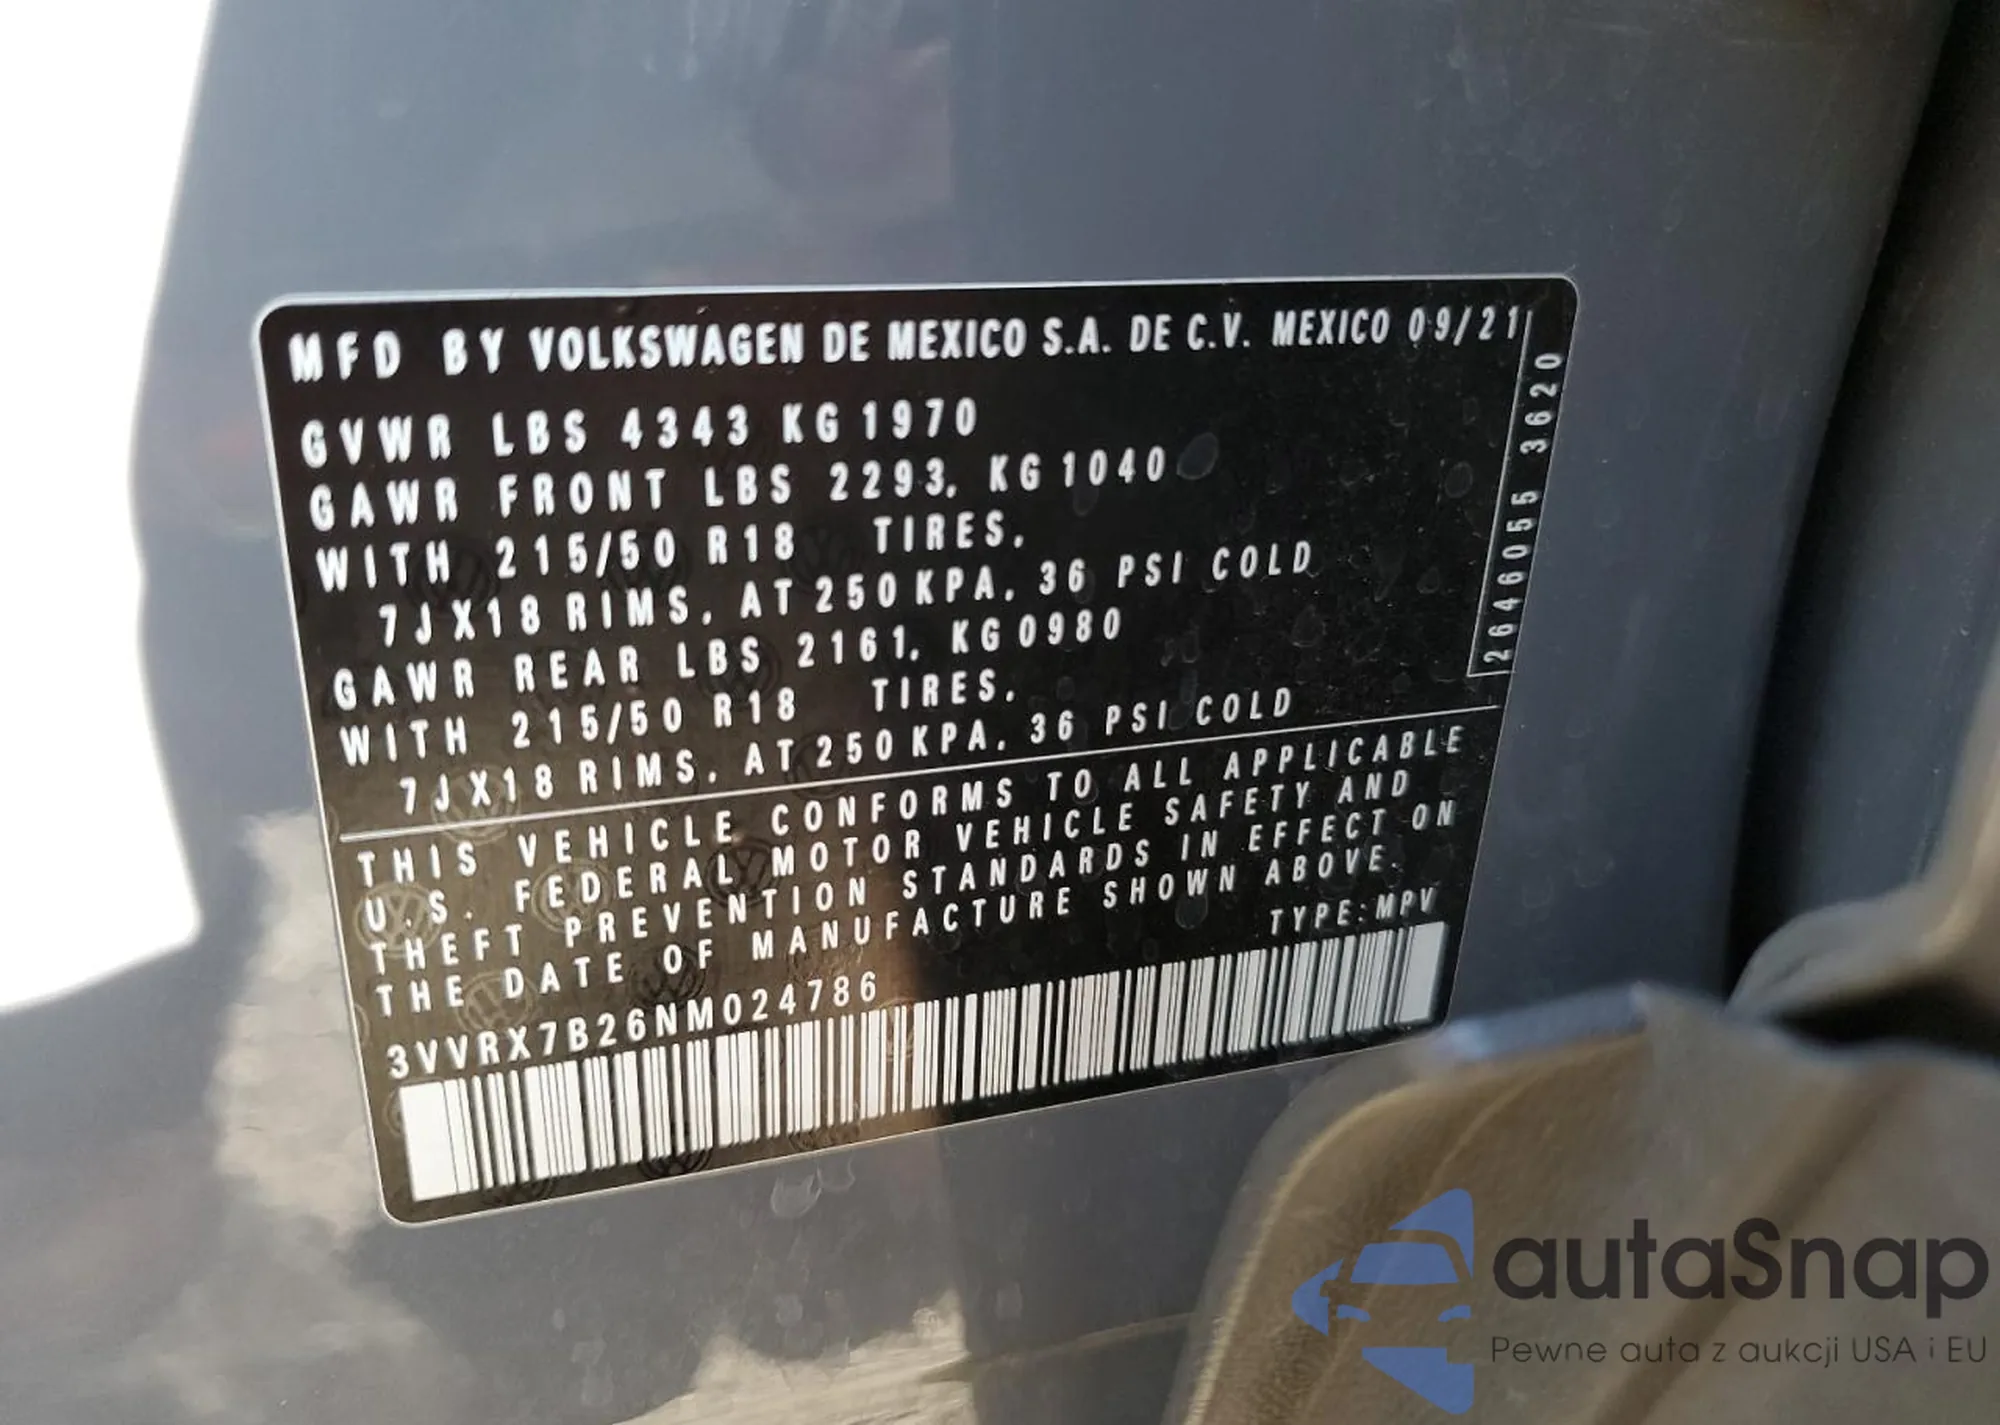 MFD BY VOLKSWAGEN DE MEXICO S.A. DE C.V. MEXICO 09/21
GVWR LBS 4343 KG 1970
GAWR FRONT LBS 2293, KG 1040
WITH 215/50 R18 TIRES.
7JX18 RIMS, AT 250 KPA. 36 PSI COLD
GAWR REAR LBS 2161, KG 0980
WITH 215/50 R18 TIRES.
7JX18 RIMS, AT 250 KPA. 36 PSI COLD
2646055 3620
THIS VEHICLE CONFORMS TO ALL APPLICABLE
U.S. FEDERAL MOTOR VEHICLE SAFETY AND
THEFT PREVENTION STANDARDS IN EFFECT ON
THE DATE OF MANUFACTURE SHOWN ABOVE.
TYPE: MPV
3VVRX7B26NM024786
autaSnap
Pewne auta z aukcji USA i EU